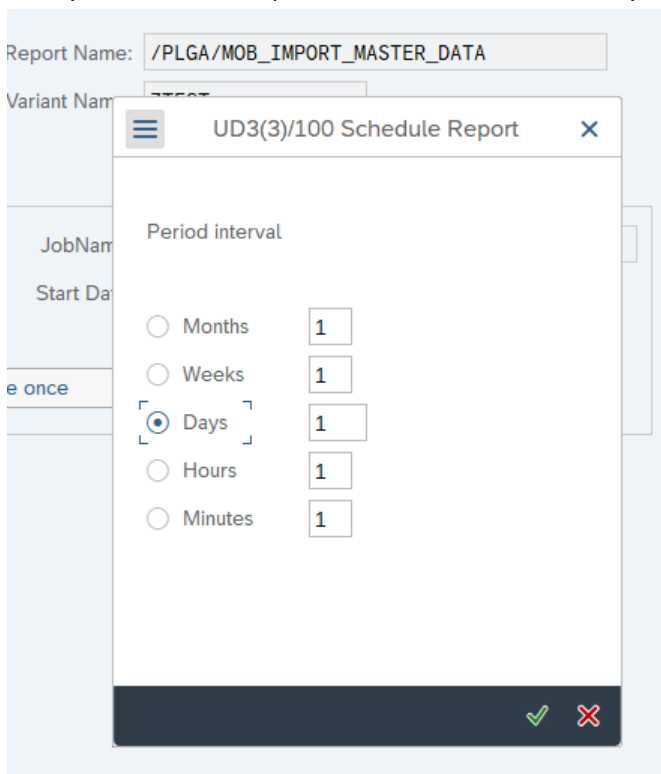 Report Name: /PLGA/MOB_IMPORT_MASTER_DATA
Variant Nam
UD3(3)/100 Schedule Report
Period interval
JobNam
Start Da
Months 1
Weeks 1
e once
Days 1
Hours 1
Minutes 1